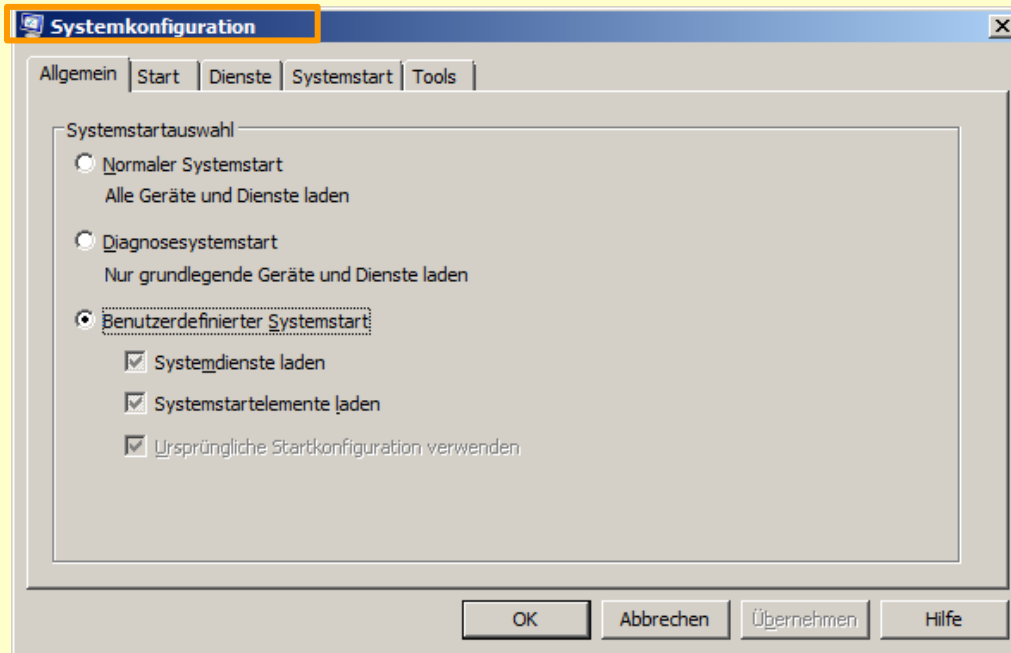 Systemkonfiguration
Allgemein Start Dienste Systemstart Tools
Systemstartauswahl
Normaler Systemstart
Alle Geräte und Dienste laden
Diagnosesystemstart
Nur grundlegende Geräte und Dienste laden
Benutzerdefinierter Systemstart
Systemdienste laden
Systemstartelemente laden
Ursprüngliche Startkonfiguration verwenden
OK Abbrechen Übernehmen Hilfe